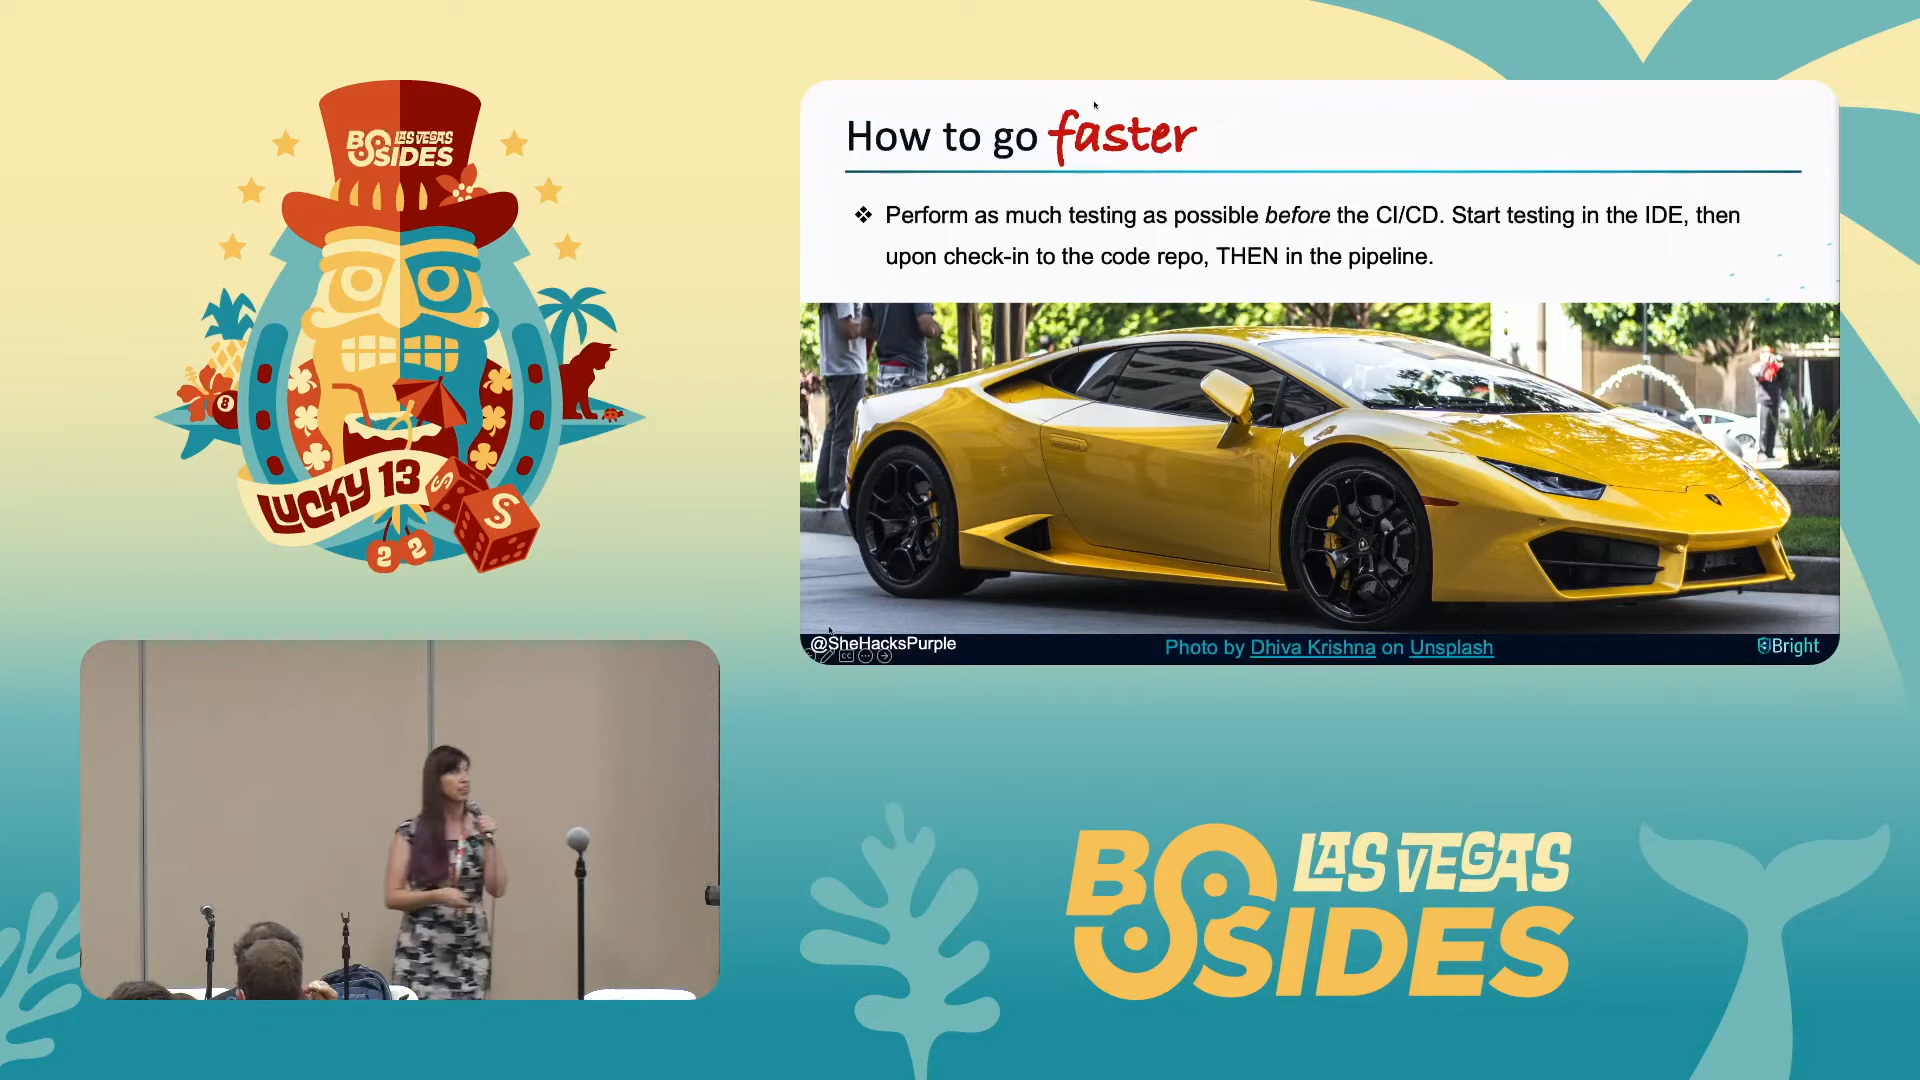 BSIDES LAS VEGAS
8
LUCKY 13
S
S
2 2
How to go faster
❖ Perform as much testing as possible before the CI/CD. Start testing in the IDE, then
upon check-in to the code repo, THEN in the pipeline.
@SheHacksPurple
CC
Photo by Dhiva Krishna on Unsplash
Bright
BSIDES LAS VEGAS